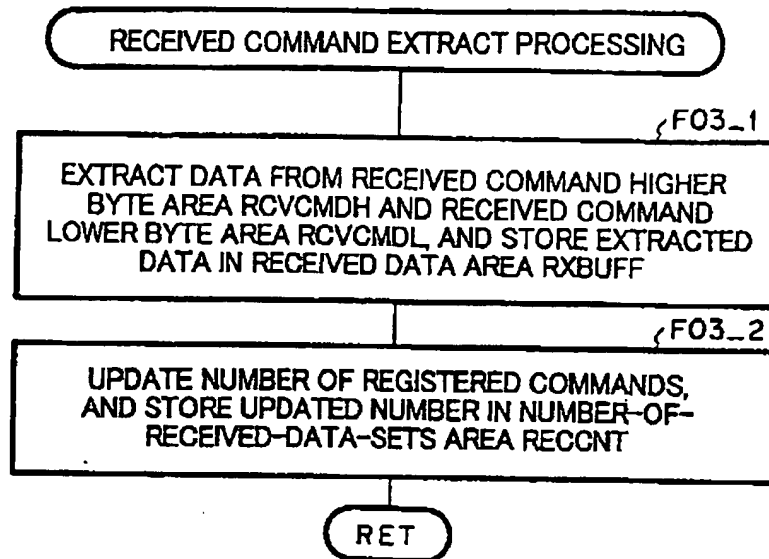 RECEIVED COMMAND EXTRACT PROCESSING
F03_1
EXTRACT DATA FROM RECEIVED COMMAND HIGHER
BYTE AREA RCVCMDH AND RECEIVED COMMAND
LOWER BYTE AREA RCVCMDL, AND STORE EXTRACTED
DATA IN RECEIVED DATA AREA RXBUFF
F03_2
UPDATE NUMBER OF REGISTERED COMMANDS,
AND STORE UPDATED NUMBER IN NUMBER-OF-
RECEIVED-DATA-SETS AREA RECCNT
RET